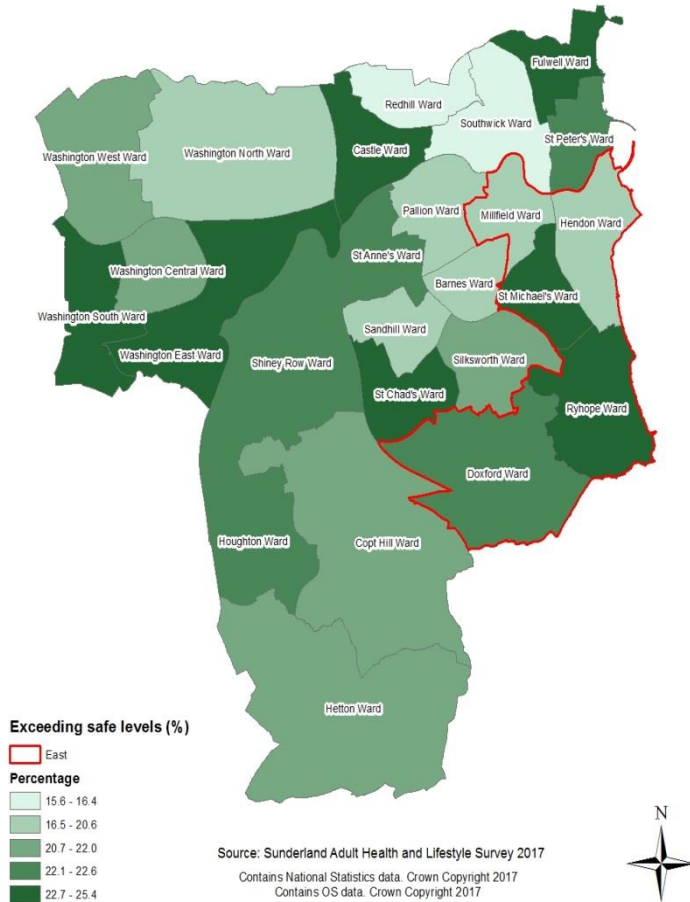 Fulwell Ward
Redhill Ward
Southwick Ward
St Peter's Ward
Castle Ward
Washington West Ward
Washington North Ward
Pallion Ward
Millfield Ward
Hendon Ward
St Anne's Ward
Washington Central Ward
Barnes Ward
St Michael's Ward
Washington South Ward
Sandhill Ward
Washington East Ward
Shiney Row Ward
Silksworth Ward
St Chad's Ward
Ryhope Ward
Doxford Ward
Houghton Ward
Copt Hill Ward
Hetton Ward
Exceeding safe levels (%)
East
Percentage
15.6 - 16.4
16.5 - 20.6
20.7 - 22.0
22.1 - 22.6
22.7 - 25.4
Source: Sunderland Adult Health and Lifestyle Survey 2017
Contains National Statistics data. Crown Copyright 2017
Contains OS data. Crown Copyright 2017
N